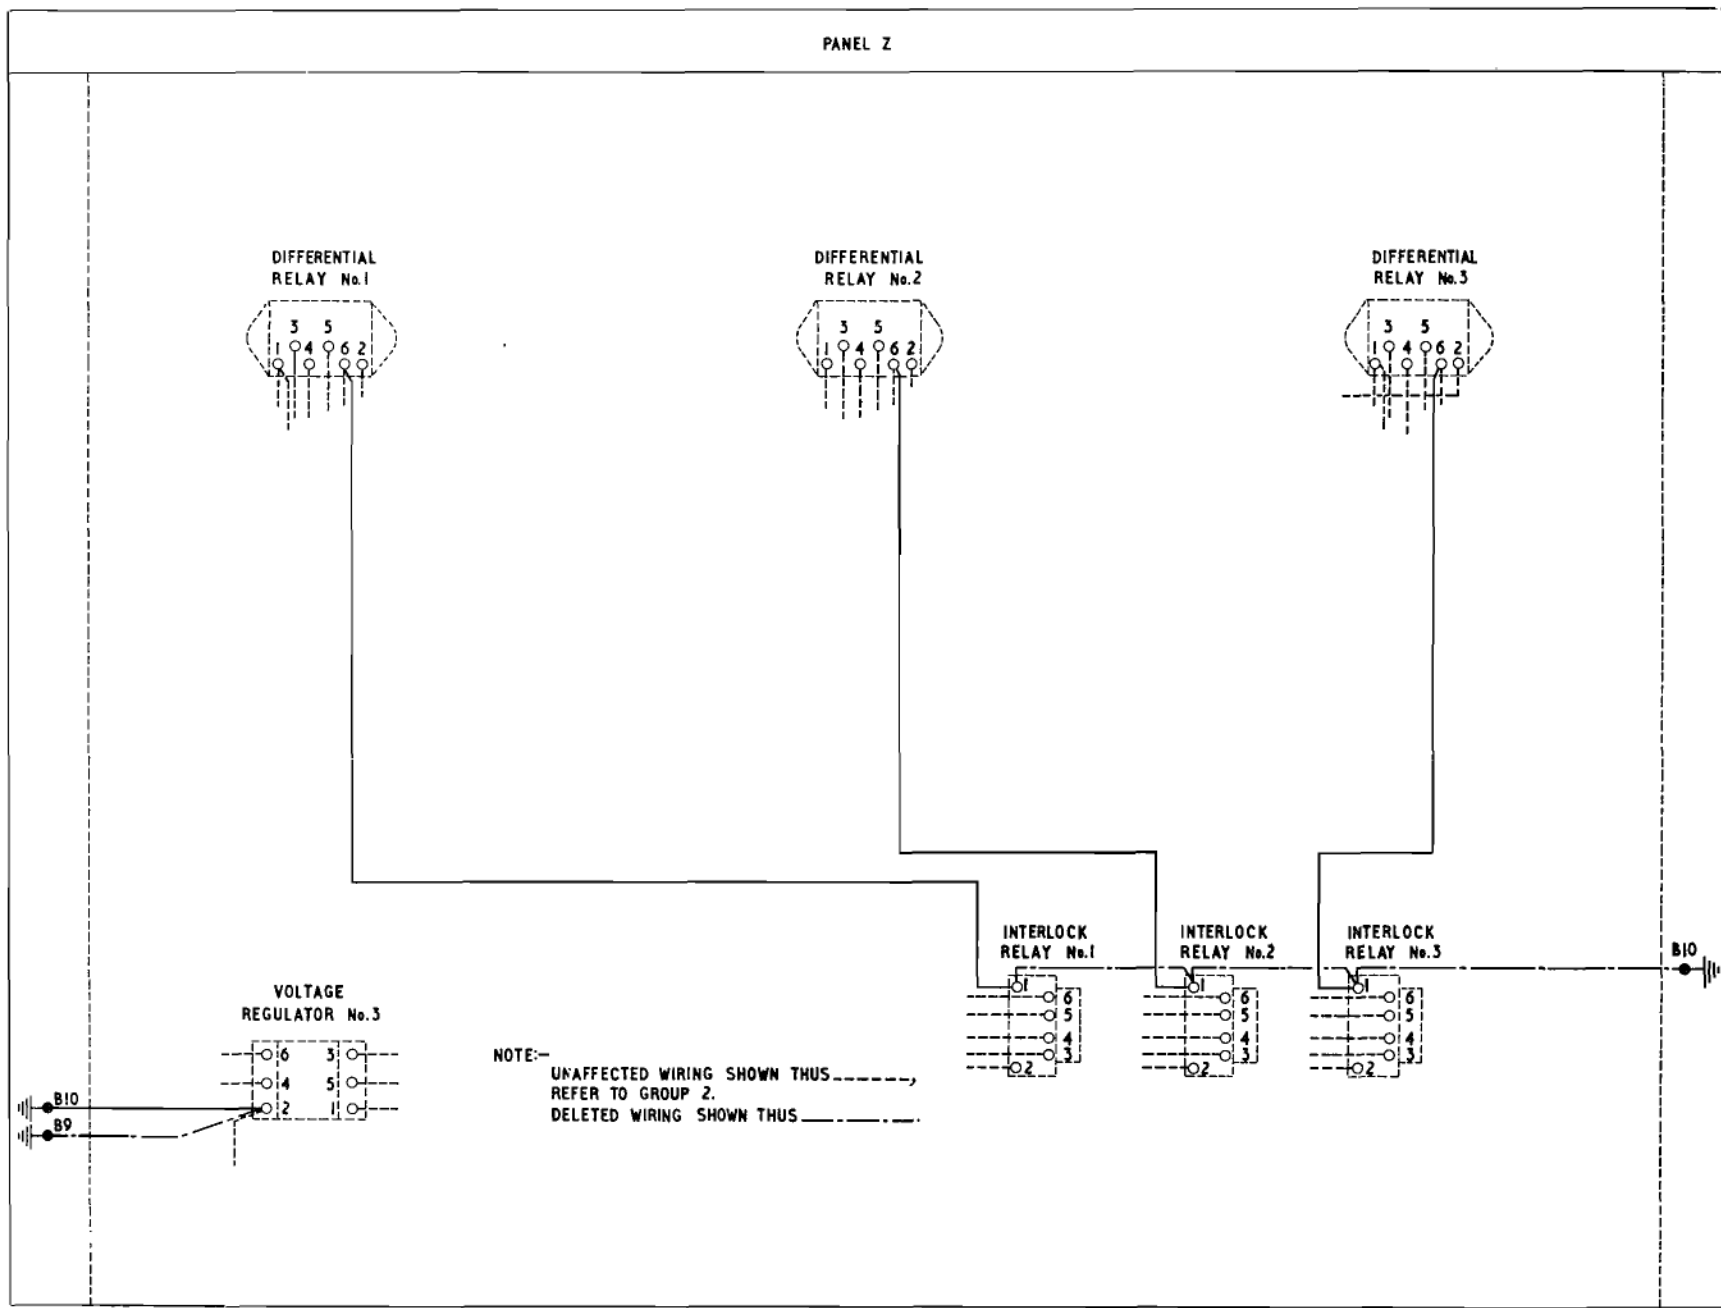 PANEL Z
DIFFERENTIAL
RELAY No.1
3 5
1 4 6 2
DIFFERENTIAL
RELAY No.2
3 5
1 4 6 2
DIFFERENTIAL
RELAY No.3
3 5
1 4 6 2
INTERLOCK
RELAY No.1
1
6
5
4
3
2
INTERLOCK
RELAY No.2
1
6
5
4
3
2
INTERLOCK
RELAY No.3
1
6
5
4
3
2
B10
VOLTAGE
REGULATOR No.3
6 3
4 5
2 1
B10
B9
NOTE:-
UNAFFECTED WIRING SHOWN THUS ------,
REFER TO GROUP 2.
DELETED WIRING SHOWN THUS